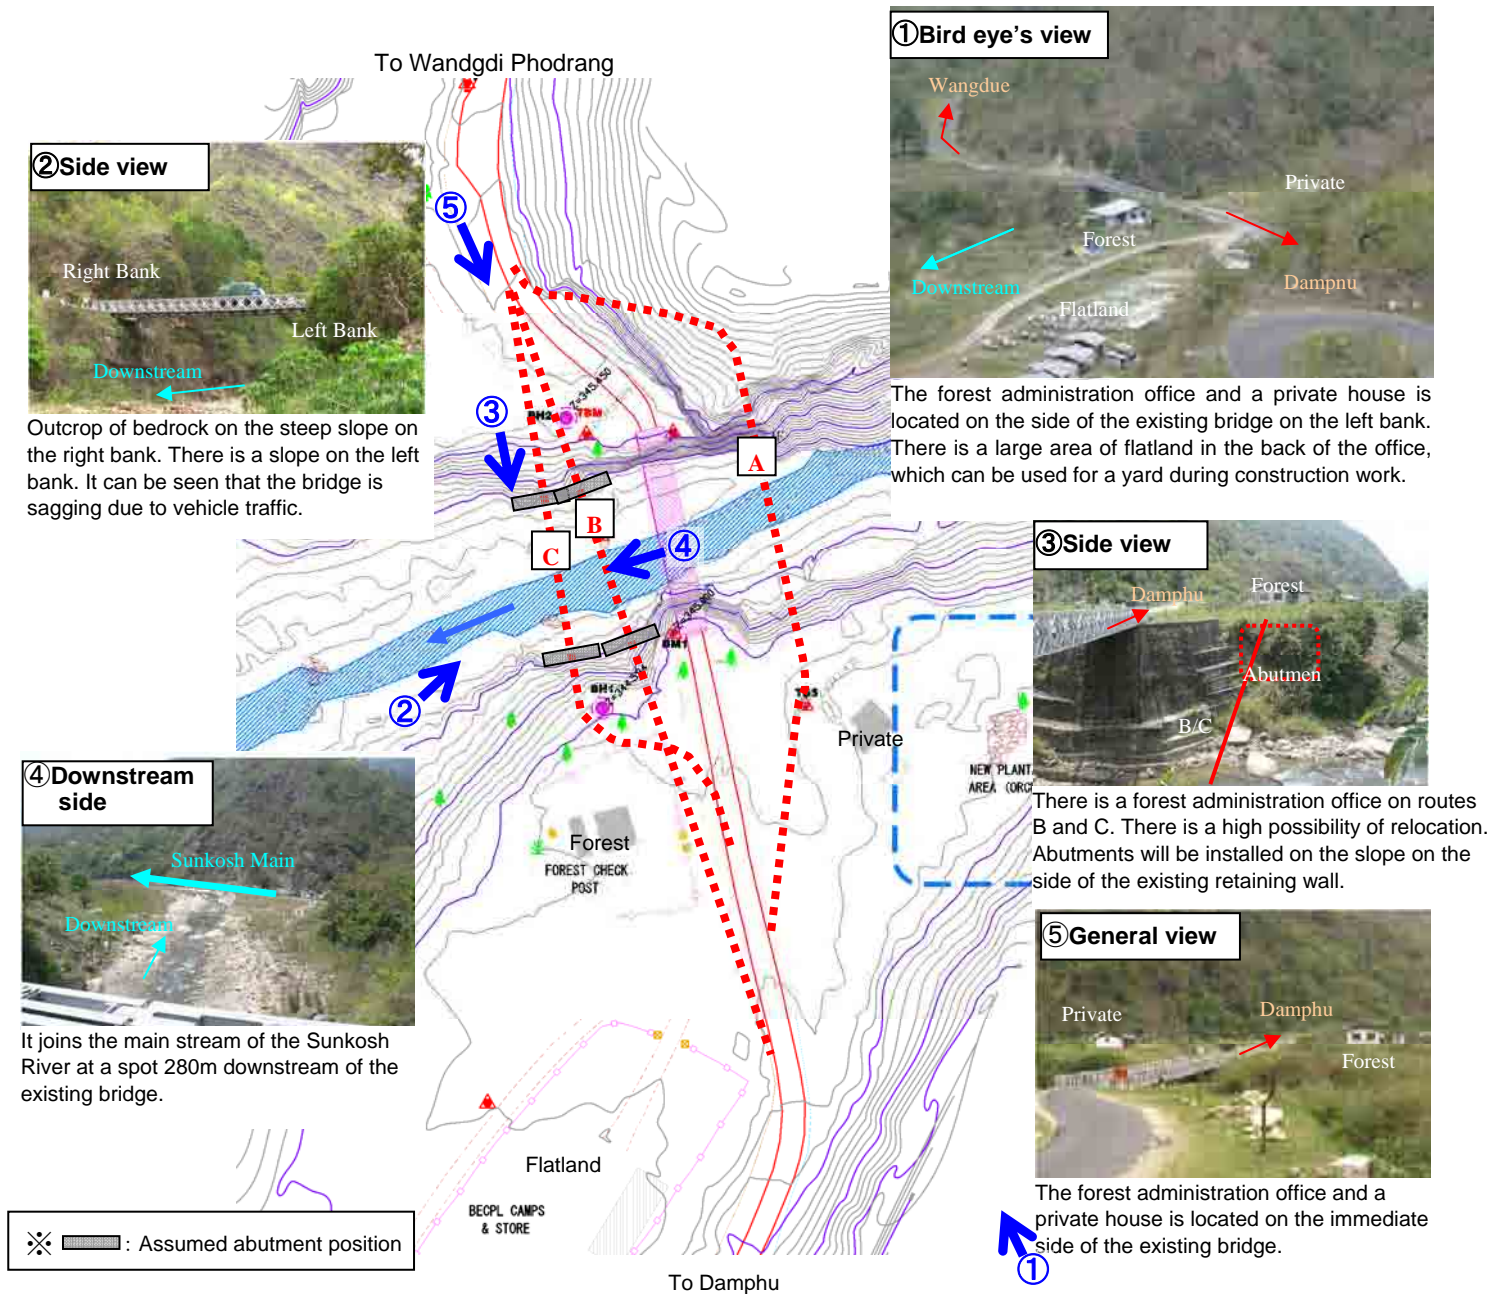 To Wandgdi Phodrang
①Bird eye's view
Wangdue
Private
Forest
Downstream
Dampnu
Flatland
The forest administration office and a private house is
located on the side of the existing bridge on the left bank.
There is a large area of flatland in the back of the office,
which can be used for a yard during construction work.
②Side view
Right Bank
Left Bank
Downstream
Outcrop of bedrock on the steep slope on
the right bank. There is a slope on the left
bank. It can be seen that the bridge is
sagging due to vehicle traffic.
⑤
③
BH2
TBM
Z=345.450
A
B
C
④
②
BM1
BH1
TBS
Private
NEW PLANT
AREA (ORC
Forest
FOREST CHECK
POST
③Side view
Damphu
Forest
Abutmen
B/C
There is a forest administration office on routes
B and C. There is a high possibility of relocation.
Abutments will be installed on the slope on the
side of the existing retaining wall.
④Downstream
side
Sunkosh Main
Downstream
It joins the main stream of the Sunkosh
River at a spot 280m downstream of the
existing bridge.
⑤General view
Private
Damphu
Forest
The forest administration office and a
private house is located on the immediate
side of the existing bridge.
①
Flatland
BECPL CAMPS
& STORE
※ : Assumed abutment position
To Damphu